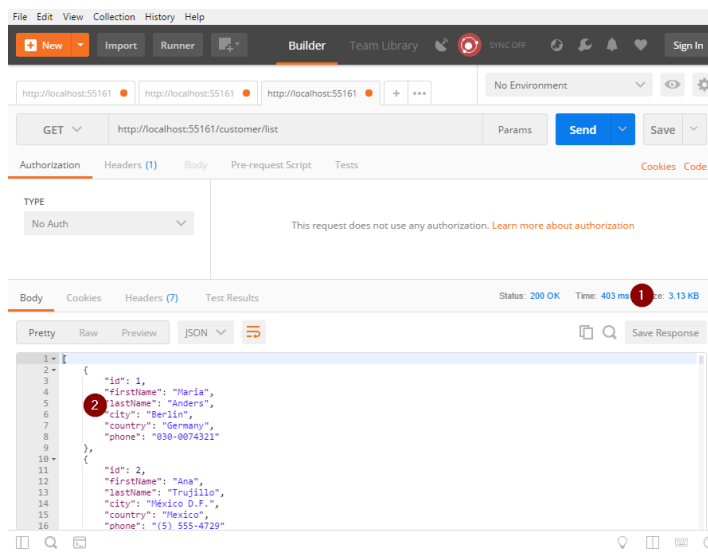 File Edit View Collection History Help
New Import Runner Builder Team Library SYNC OFF Sign In
http://localhost:55161 http://localhost:55161 http://localhost:55161 + ••• No Environment
GET http://localhost:55161/customer/list Params Send Save
Authorization Headers (1) Body Pre-request Script Tests Cookies Code
TYPE
No Auth
This request does not use any authorization. Learn more about authorization
Body Cookies Headers (7) Test Results Status: 200 OK Time: 403 ms 1 ze: 3.13 KB
Pretty Raw Preview JSON Save Response
1 [
2 {
3 "id": 1,
4 "firstName": "Maria",
5 2 "lastName": "Anders",
6 "city": "Berlin",
7 "country": "Germany",
8 "phone": "030-0074321"
9 },
10 {
11 "id": 2,
12 "firstName": "Ana",
13 "lastName": "Trujillo",
14 "city": "México D.F.",
15 "country": "Mexico",
16 "phone": "(5) 555-4729"